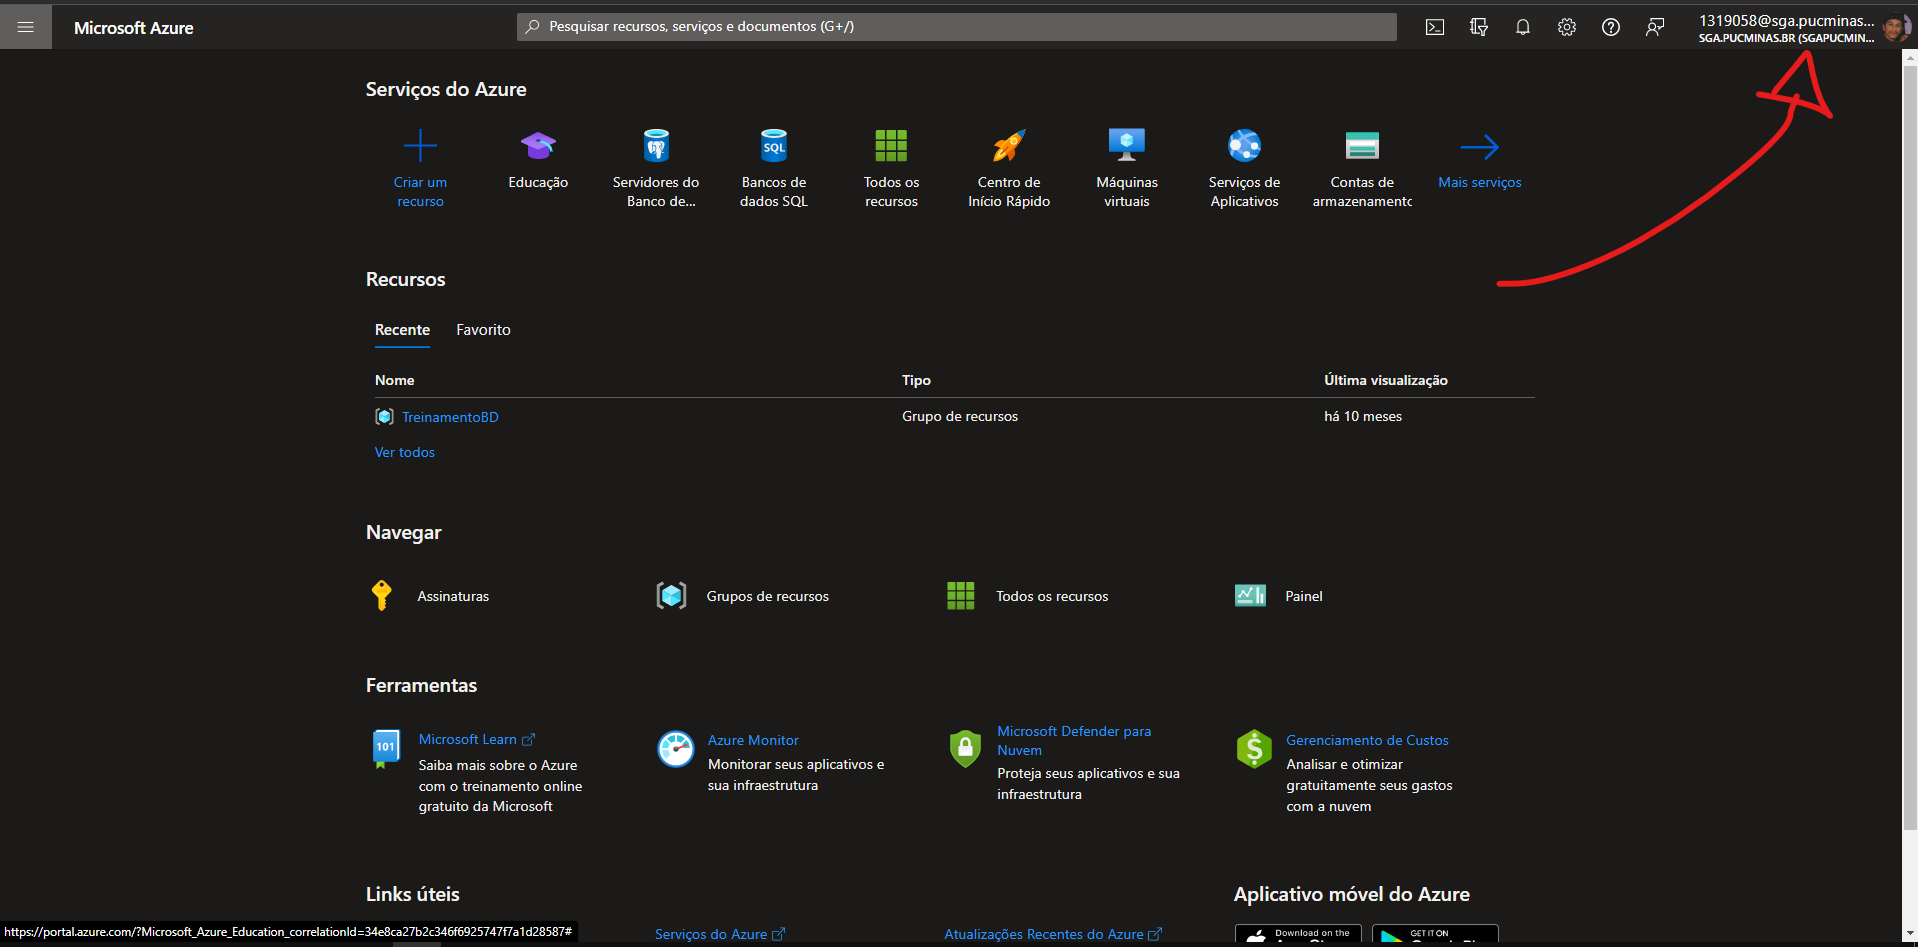 Microsoft Azure
Pesquisar recursos, serviços e documentos (G+/)
1319058@sga.pucminas...
SGA.PUCMINAS.BR (SGAPUCMIN...
Serviços do Azure
Criar um
recurso
Educação
Servidores do
Banco de...
SQL
Bancos de
dados SQL
Todos os
recursos
Centro de
Início Rápido
Máquinas
virtuais
Serviços de
Aplicativos
Contas de
armazenamento
Mais serviços
Recursos
Recente
Favorito
Nome
Tipo
Última visualização
TreinamentoBD
Grupo de recursos
há 10 meses
Ver todos
Navegar
Assinaturas
Grupos de recursos
Todos os recursos
Painel
Ferramentas
101
Microsoft Learn
Saiba mais sobre o Azure
com o treinamento online
gratuito da Microsoft
Azure Monitor
Monitorar seus aplicativos e
sua infraestrutura
Microsoft Defender para
Nuvem
Proteja seus aplicativos e sua
infraestrutura
Gerenciamento de Custos
Analisar e otimizar
gratuitamente seus gastos
com a nuvem
Links úteis
Aplicativo móvel do Azure
https://portal.azure.com/?Microsoft_Azure_Education_correlationId=34e8ca27b2c346f6925747f7a1d28587#
Serviços do Azure
Atualizações Recentes do Azure
Download on the
GET IT ON